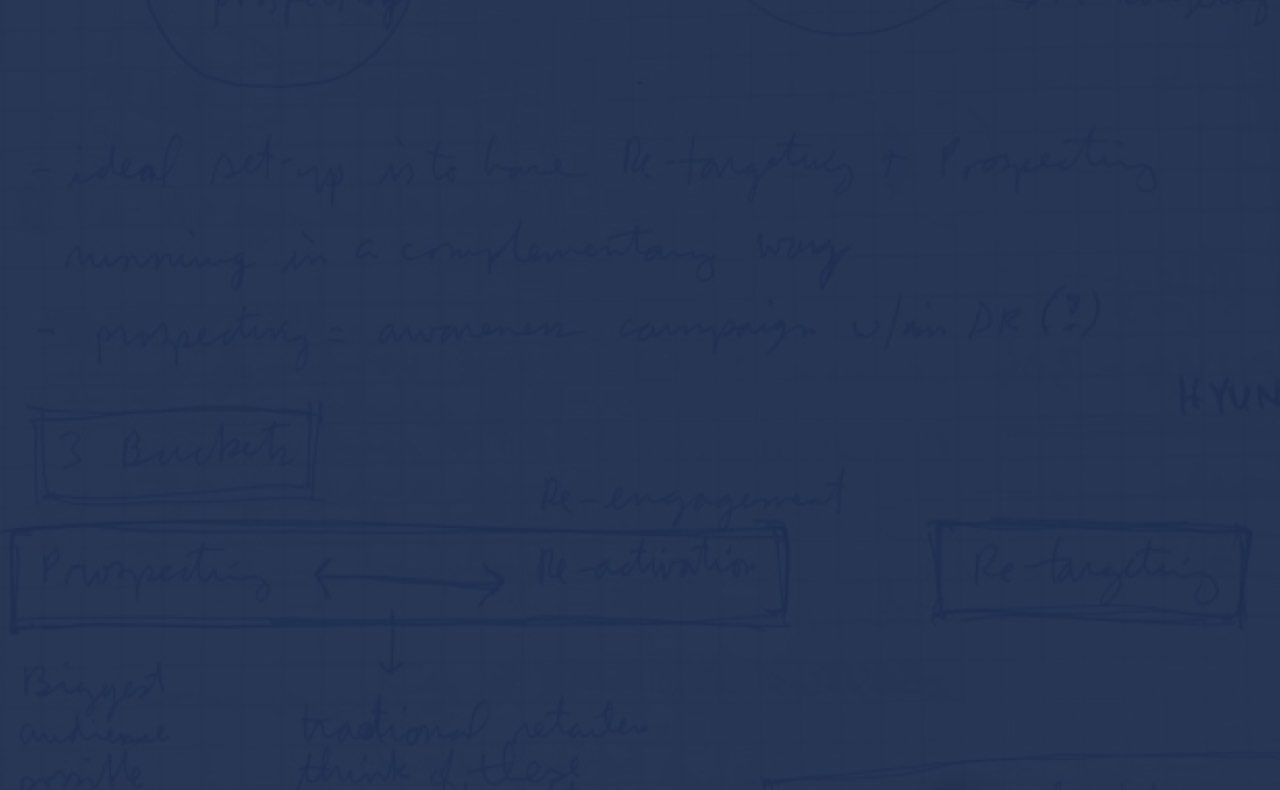 prospecting
- ideal set-up is to have Re-targeting + Prospecting
running in a complementary way
- prospecting = awareness campaign w/in DR (?)
HYUN
3 Buckets
Re-engagement
Prospecting ↔ Re-activation
Re-targeting
Biggest
audience
possible
traditional retailer
think of these